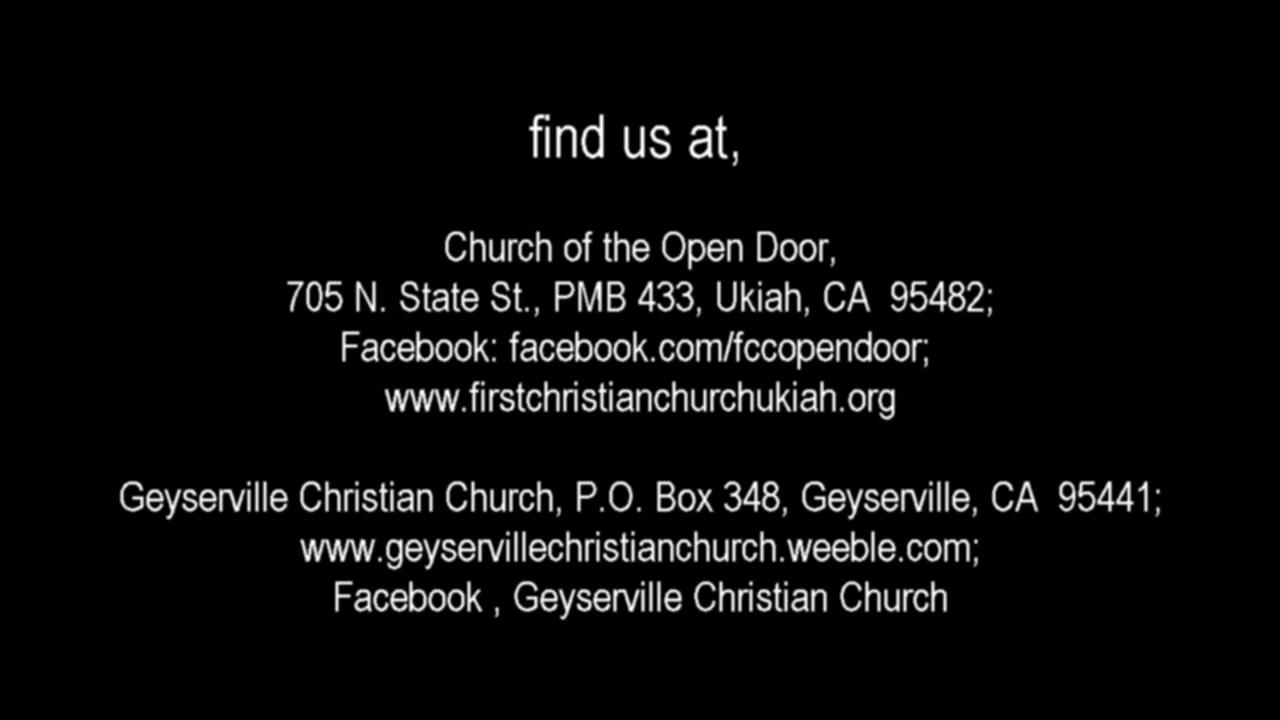 find us at,
Church of the Open Door,
705 N. State St., PMB 433, Ukiah, CA  95482;
Facebook: facebook.com/fccopendoor;
www.firstchristianchurchukiah.org
Geyserville Christian Church, P.O. Box 348, Geyserville, CA  95441;
www.geyservillechristianchurch.weeble.com;
Facebook , Geyserville Christian Church